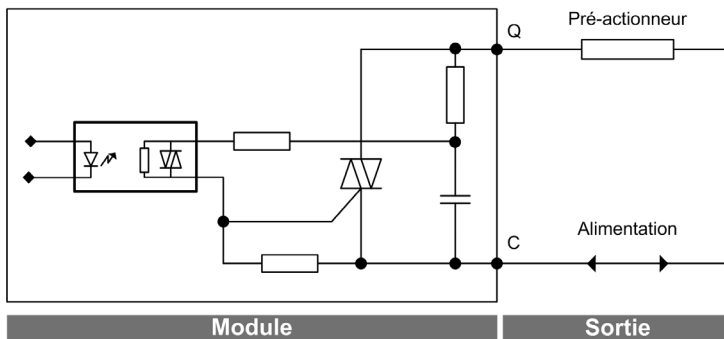 Q
Pré-actionneur
C
Alimentation
Module
Sortie